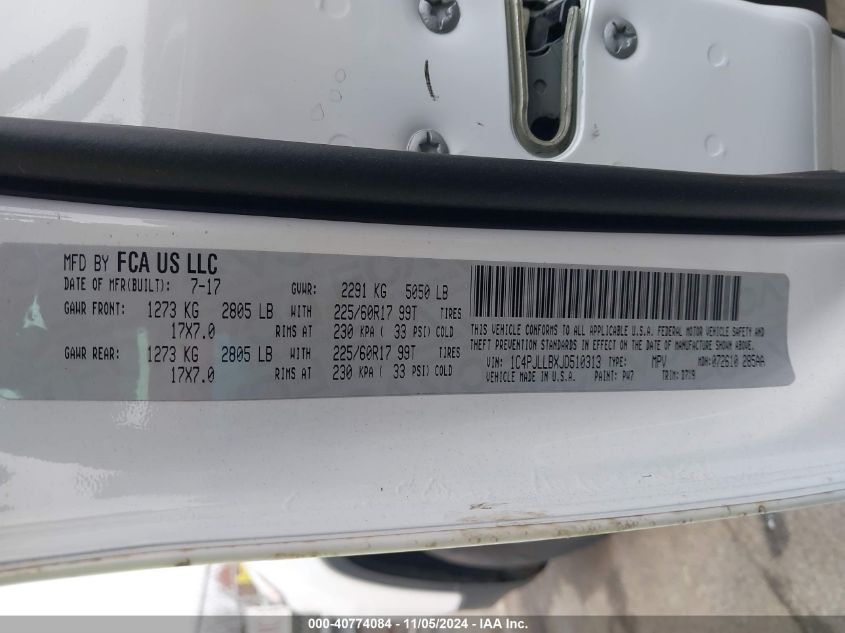 MFD BY FCA US LLC
DATE OF MFR(BUILT): 7-17 GVWR: 2291 KG 5050 LB
GAWR FRONT: 1273 KG 2805 LB WITH 225/60R17 99T TIRES
17X7.0 RIMS AT 230 KPA ( 33 PSI) COLD
GAWR REAR: 1273 KG 2805 LB WITH 225/60R17 99T TIRES
17X7.0 RIMS AT 230 KPA ( 33 PSI) COLD
THIS VEHICLE CONFORMS TO ALL APPLICABLE U.S.A. FEDERAL MOTOR VEHICLE SAFETY AND
THEFT PREVENTION STANDARDS IN EFFECT ON THE DATE OF MANUFACTURE SHOWN ABOVE.
VIN: 1C4PJLLBXJD510313 TYPE: MPV MDH: 072610 285AA
VEHICLE MADE IN U.S.A. PAINT: PW7 TRIM: D7T9
000-40774084 - 11/05/2024 - IAA Inc.